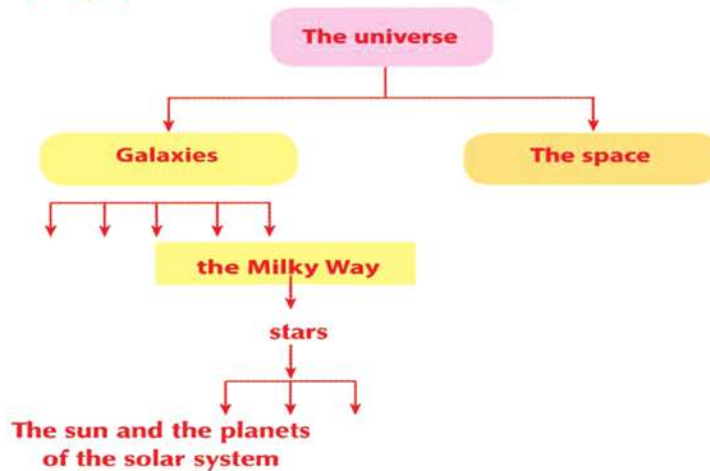 The universe
Galaxies
The space
the Milky Way
stars
The sun and the planets
of the solar system